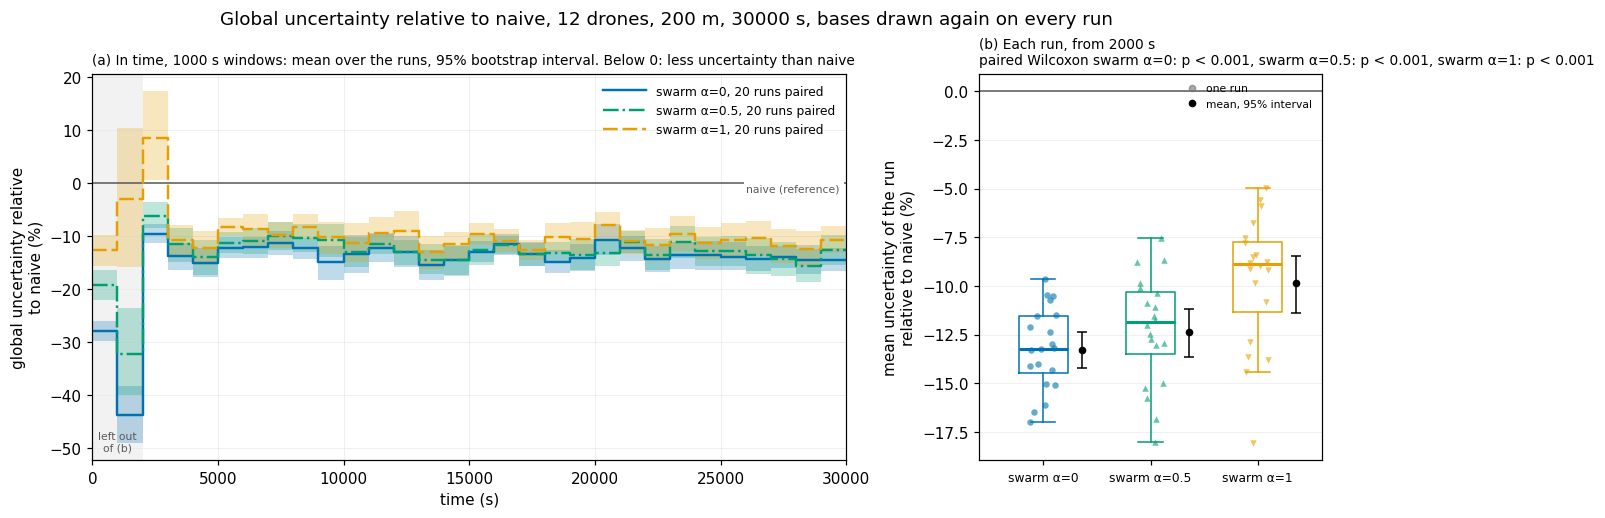 Global uncertainty relative to naive, 12 drones, 200 m, 30000 s, bases drawn again on every run
(a) In time, 1000 s windows: mean over the runs, 95% bootstrap interval. Below 0: less uncertainty than naive
global uncertainty relative
to naive (%)
20
10
0
−10
−20
−30
−40
−50
swarm α=0, 20 runs paired
swarm α=0.5, 20 runs paired
swarm α=1, 20 runs paired
naive (reference)
left out
of (b)
0
5000
10000
15000
20000
25000
30000
time (s)
(b) Each run, from 2000 s
paired Wilcoxon swarm α=0: p < 0.001, swarm α=0.5: p < 0.001, swarm α=1: p < 0.001
mean uncertainty of the run
relative to naive (%)
0.0
−2.5
−5.0
−7.5
−10.0
−12.5
−15.0
−17.5
one run
mean, 95% interval
swarm α=0
swarm α=0.5
swarm α=1